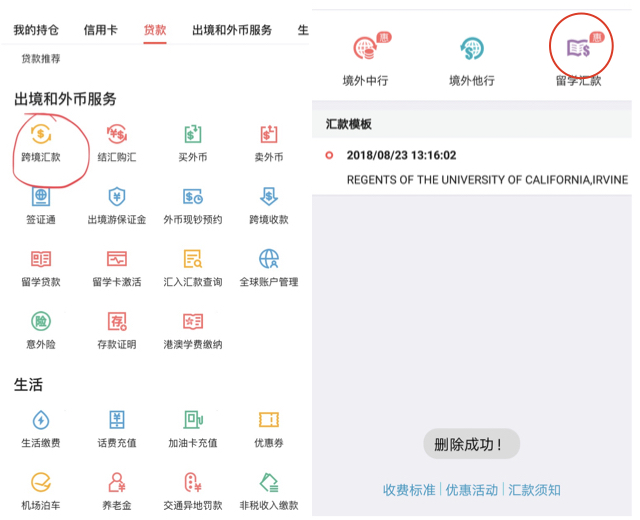 我的持仓 信用卡 贷款 出境和外币服务 生
贷款推荐
出境和外币服务
跨境汇款 结汇购汇 买外币 卖外币
签证通 出境游保证金 外币现钞预约 跨境收款
留学贷款 留学卡激活 汇入汇款查询 全球账户管理
险 存
意外险 存款证明 港澳学费缴纳
生活
生活缴费 话费充值 加油卡充值 优惠券
机场泊车 养老金 交通异地罚款 非税收入缴款
惠 惠
境外中行 境外他行 留学汇款
汇款模板
2018/08/23 13:16:02
REGENTS OF THE UNIVERSITY OF CALIFORNIA,IRVINE
删除成功！
收费标准 优惠活动 汇款须知